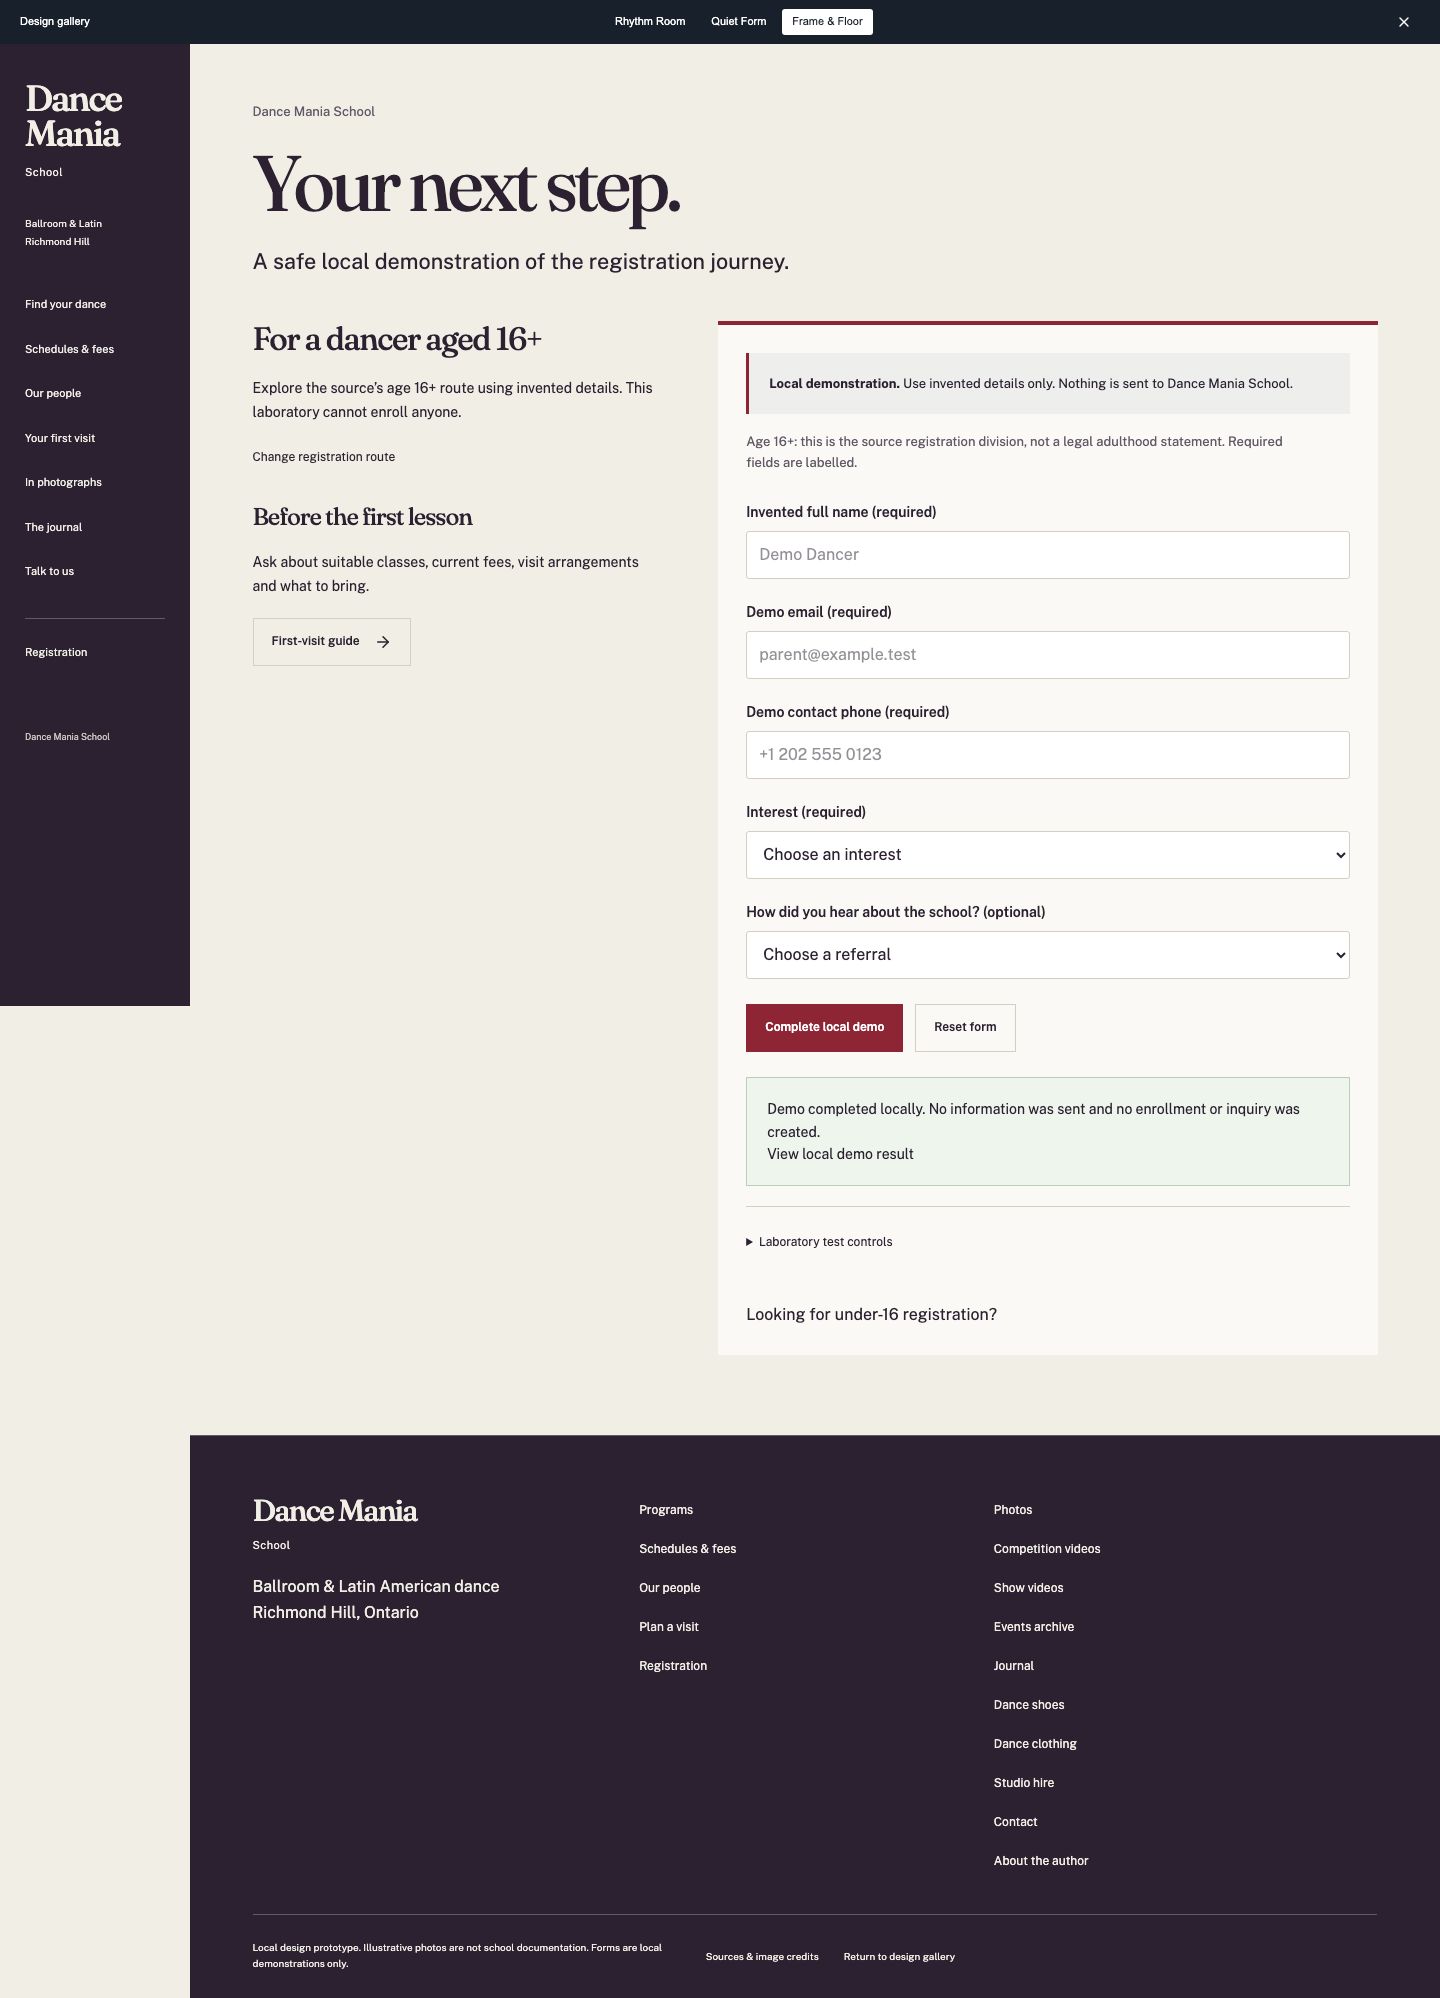 Design gallery
Rhythm Room
Quiet Form
Frame & Floor
Dance
Mania
School
Ballroom & Latin
Richmond Hill
Find your dance
Schedules & fees
Our people
Your first visit
In photographs
The journal
Talk to us
Registration
Dance Mania School
Dance Mania School
Your next step.
A safe local demonstration of the registration journey.
For a dancer aged 16+
Explore the source’s age 16+ route using invented details. This
laboratory cannot enroll anyone.
Change registration route
Before the first lesson
Ask about suitable classes, current fees, visit arrangements
and what to bring.
First-visit guide
Local demonstration. Use invented details only. Nothing is sent to Dance Mania School.
Age 16+: this is the source registration division, not a legal adulthood statement. Required
fields are labelled.
Invented full name (required)
Demo Dancer
Demo email (required)
parent@example.test
Demo contact phone (required)
+1 202 555 0123
Interest (required)
Choose an interest
How did you hear about the school? (optional)
Choose a referral
Complete local demo
Reset form
Demo completed locally. No information was sent and no enrollment or inquiry was
created.
View local demo result
Laboratory test controls
Looking for under-16 registration?
Dance Mania
School
Ballroom & Latin American dance
Richmond Hill, Ontario
Programs
Schedules & fees
Our people
Plan a visit
Registration
Photos
Competition videos
Show videos
Events archive
Journal
Dance shoes
Dance clothing
Studio hire
Contact
About the author
Local design prototype. Illustrative photos are not school documentation. Forms are local
demonstrations only.
Sources & image credits
Return to design gallery